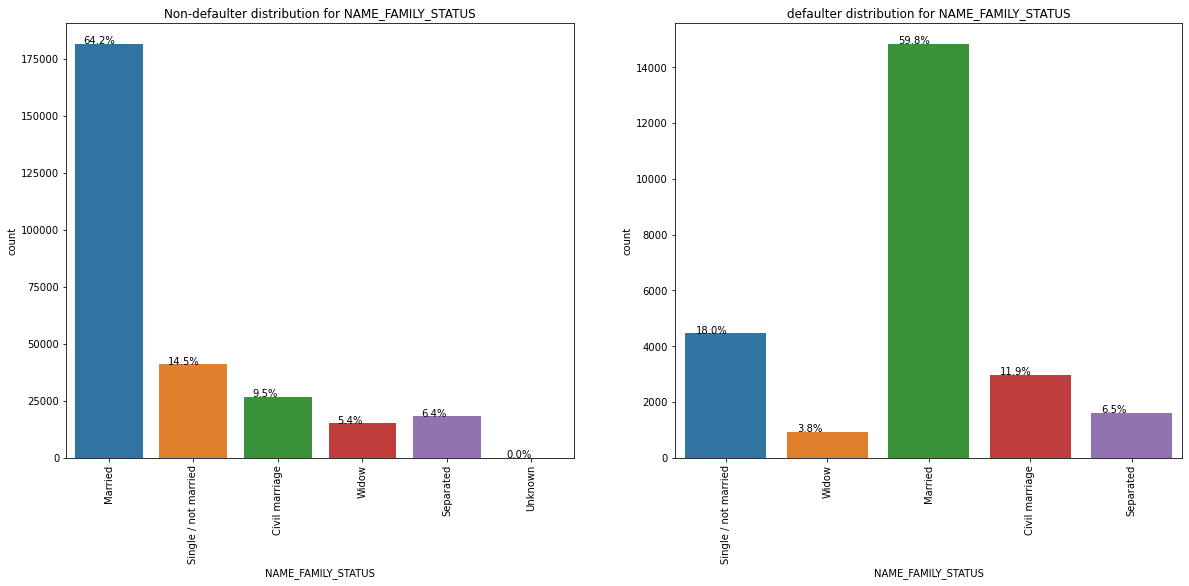 Non-defaulter distribution for NAME_FAMILY_STATUS
count
175000
150000
125000
100000
75000
50000
25000
0
64.2%
14.5%
9.5%
5.4%
6.4%
0.0%
Married
Single / not married
Civil marriage
Widow
Separated
Unknown
NAME_FAMILY_STATUS
defaulter distribution for NAME_FAMILY_STATUS
count
14000
12000
10000
8000
6000
4000
2000
0
18.0%
3.8%
59.8%
11.9%
6.5%
Single / not married
Widow
Married
Civil marriage
Separated
NAME_FAMILY_STATUS